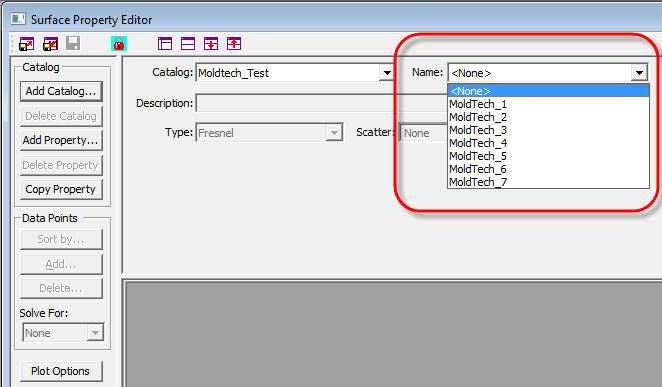 Surface Property Editor
Catalog
Add Catalog...
Delete Catalog
Add Property...
Delete Property
Copy Property
Data Points
Sort by...
Add...
Delete...
Solve For:
None
Plot Options
Catalog: Moldtech_Test Name: <None>
Description:
Type: Fresnel Scatter: None
<None>
MoldTech_1
MoldTech_2
MoldTech_3
MoldTech_4
MoldTech_5
MoldTech_6
MoldTech_7